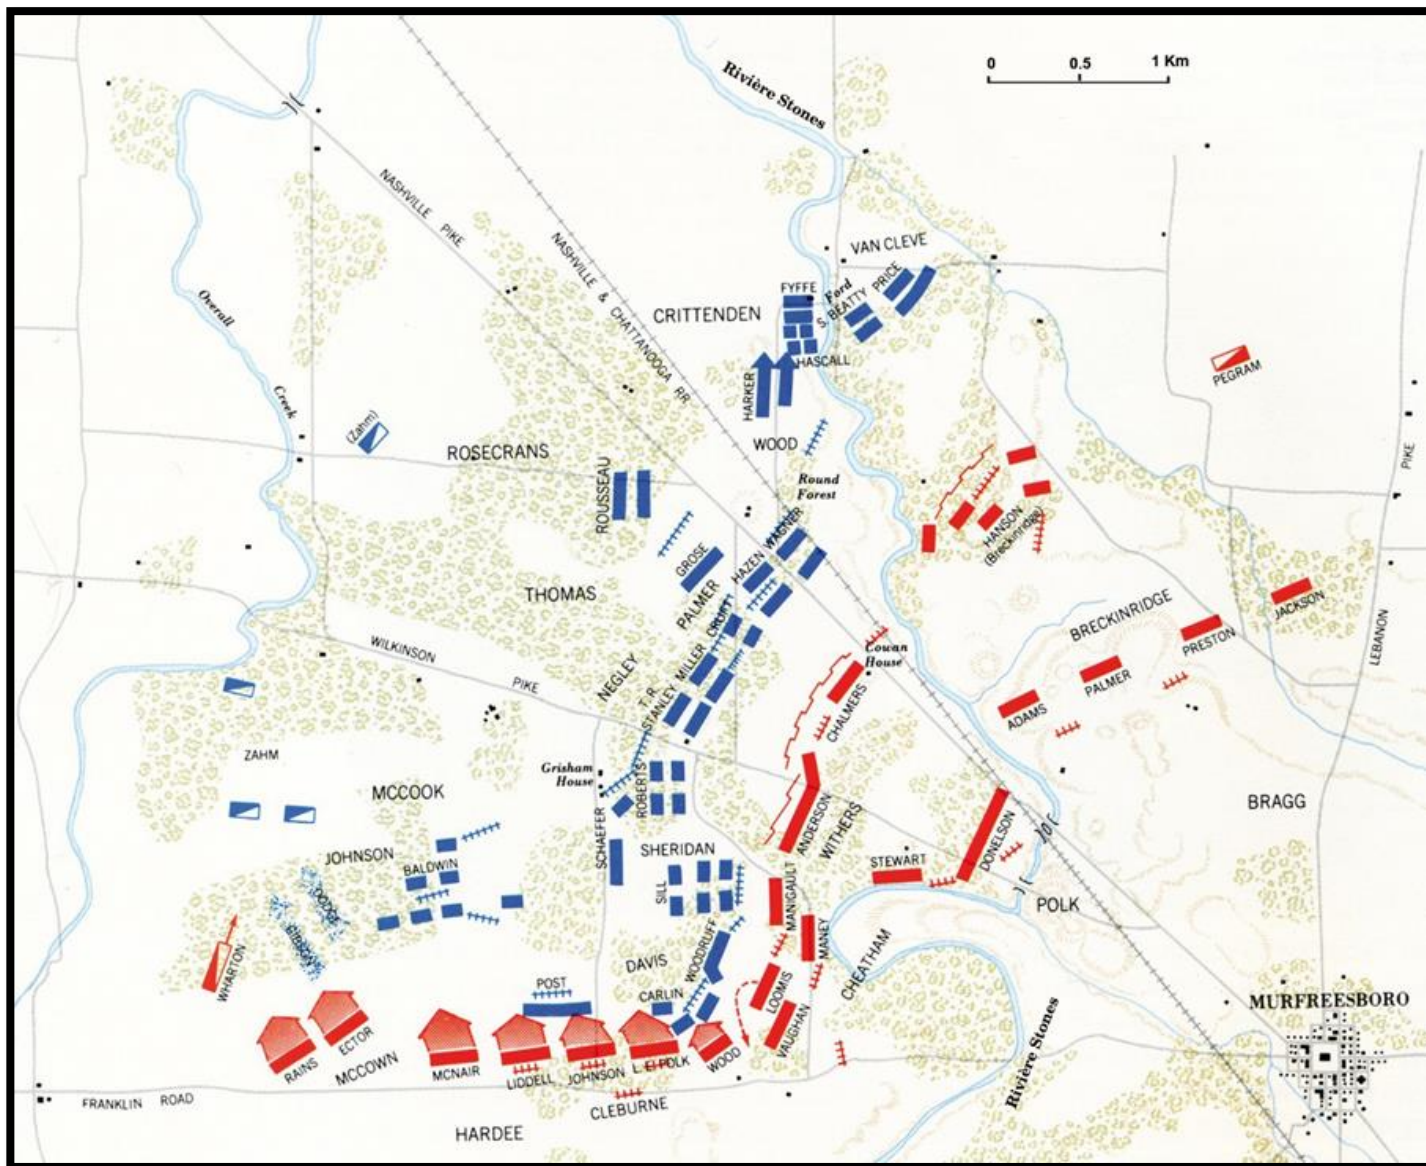 0 0.5 1 Km
Rivière Stones
NASHVILLE PIKE
NASHVILLE & CHATTANOOGA RR
VAN CLEVE
FYFFE
Ford
S. BEATTY
PRICE
CRITTENDEN
HASCALL
HARKER
PEGRAM
Overall
Creek
(Zahm)
WOOD
ROSECRANS
ROUSSEAU
Round
Forest
PIKE
HANSON
(Breckinridge)
WAGNER
HAZEN
GROSE
PALMER
CRUFT
THOMAS
JACKSON
BRECKINRIDGE
PRESTON
LEBANON
PALMER
ADAMS
WILKINSON
PIKE
NEGLEY
T. R.
STANLEY
MILLER
Cowan
House
CHALMERS
ZAHM
Grisham
House
MCCOOK
ROBERTS
SCHAEFER
ANDERSON
WITHERS
DONELSON
BRAGG
JOHNSON
BALDWIN
SHERIDAN
STEWART
SILL
MANIGAULT
POLK
DODGE
GIBSON
WHARTON
MANEY
CHEATHAM
WOODRUFF
DAVIS
POST
CARLIN
LOOMIS
VAUGHAN
MURFREESBORO
RAINS
ECTOR
MCCOWN
MCNAIR
LIDDELL
JOHNSON
L. E. POLK
WOOD
Rivière Stones
FRANKLIN ROAD
CLEBURNE
HARDEE